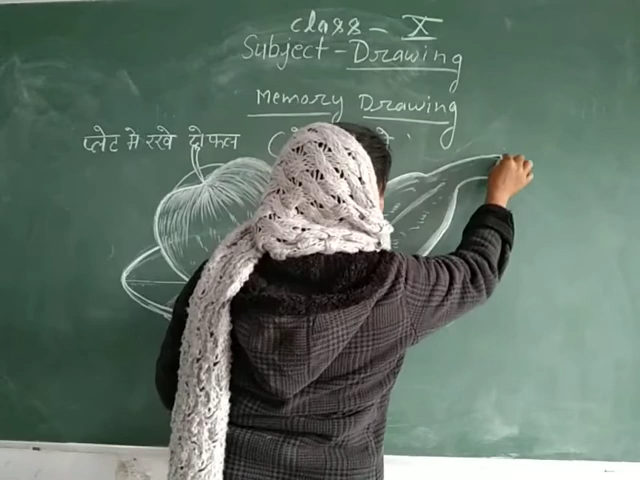 Class - X
Subject - Drawing
Memory Drawing
प्लेट मे रखे दो फल (